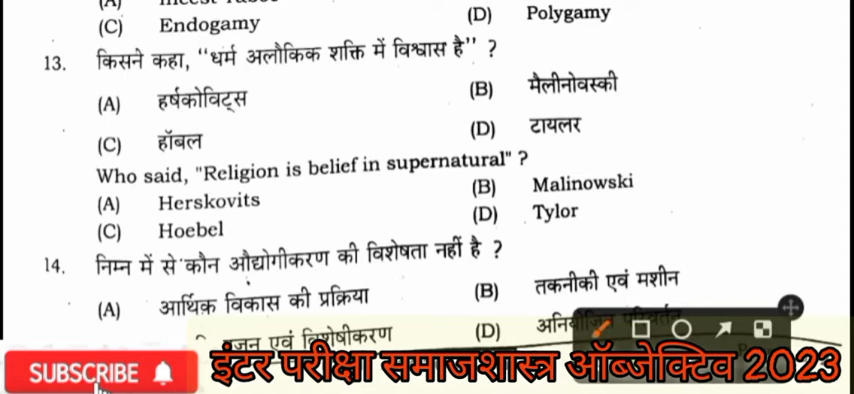 (C) Endogamy (D) Polygamy
13. किसने कहा, "धर्म अलौकिक शक्ति में विश्वास है" ?
(A) हर्षकोविट्स (B) मैलीनोवस्की
(C) हॉबल (D) टायलर
Who said, "Religion is belief in supernatural" ?
(A) Herskovits (B) Malinowski
(C) Hoebel (D) Tylor
14. निम्न में से कौन औद्योगीकरण की विशेषता नहीं है ?
(A) आर्थिक विकास की प्रक्रिया (B) तकनीकी एवं मशीन
एवं (D)
SUBSCRIBE
इंटर परीक्षा समाजशास्त्र ऑब्जेक्टिव 2023